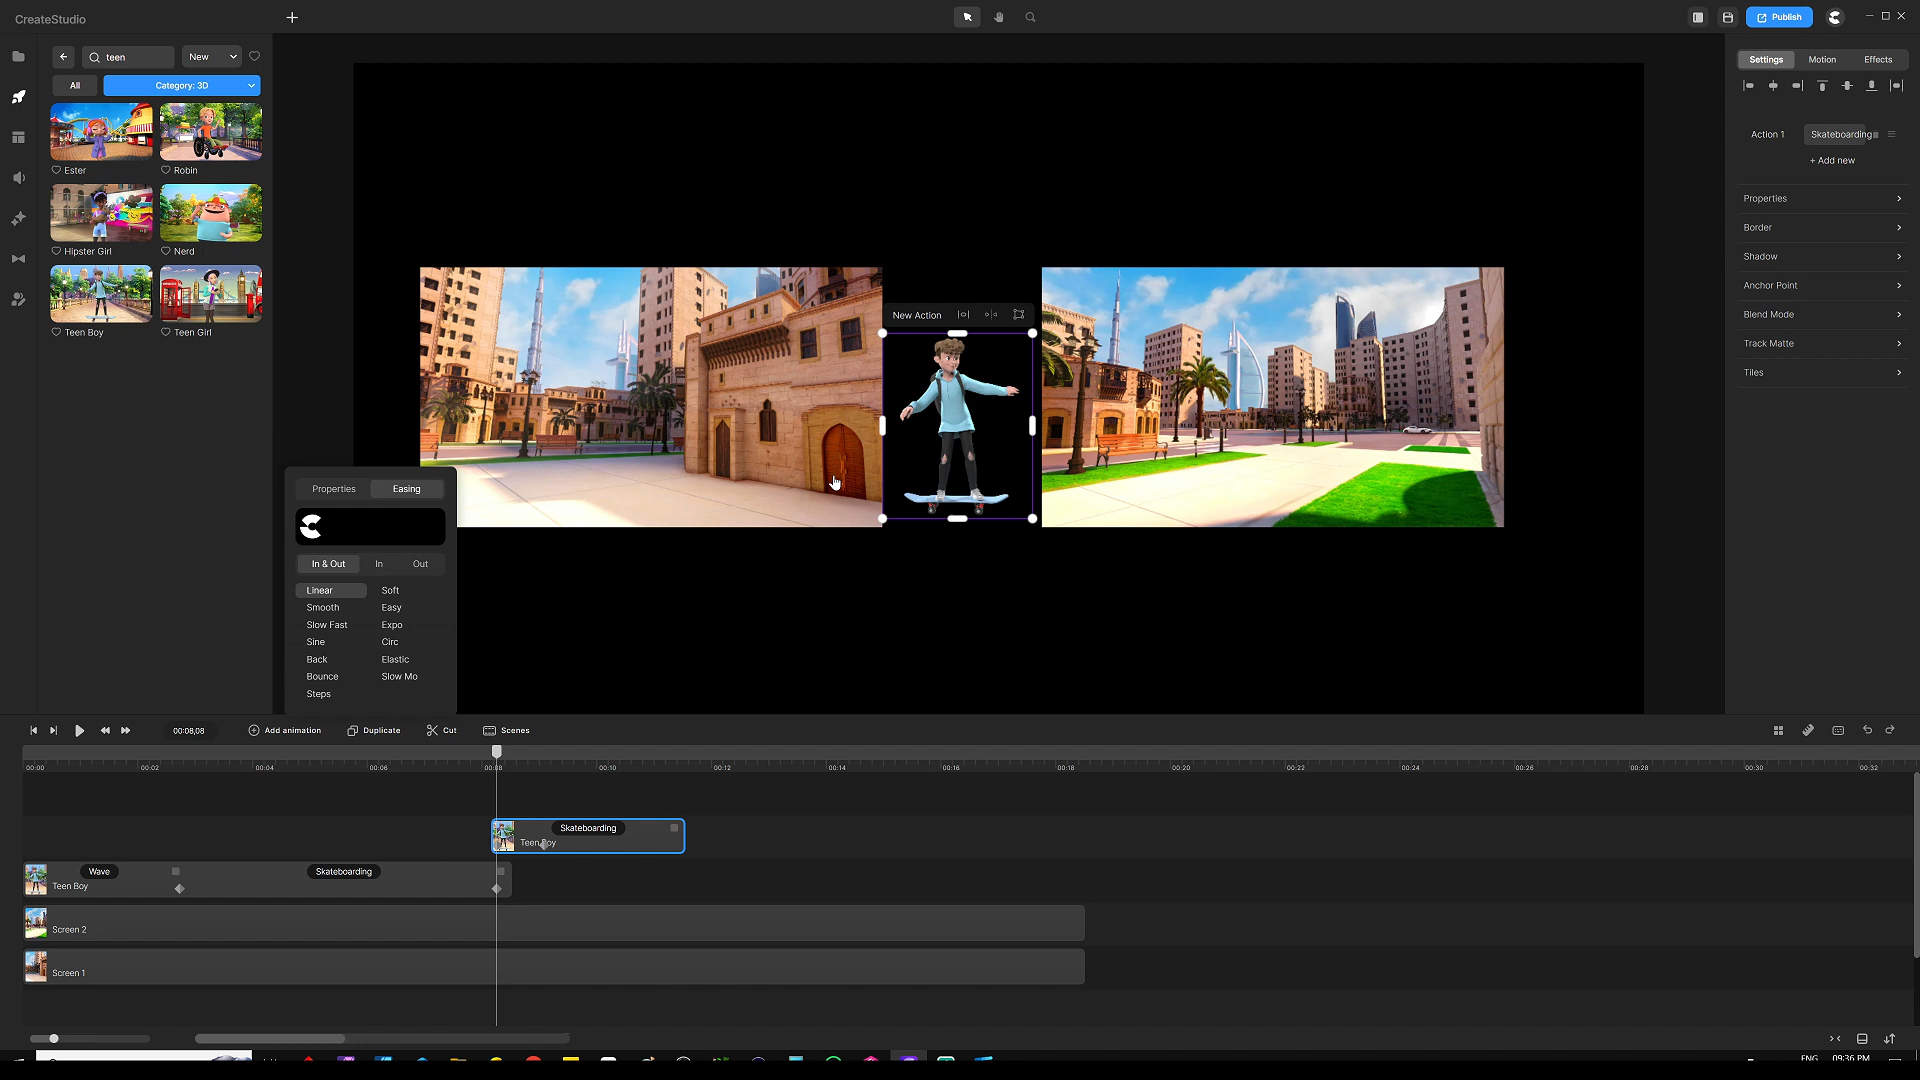 CreateStudio
Publish
teen
New
All
Category: 3D
Ester
Robin
Hipster Girl
Nerd
Teen Boy
Teen Girl
Settings
Motion
Effects
Action 1
Skateboarding
+ Add new
Properties
Border
Shadow
Anchor Point
Blend Mode
Track Matte
Tiles
New Action
Properties
Easing
In & Out
In
Out
Linear
Soft
Smooth
Easy
Slow Fast
Expo
Sine
Circ
Back
Elastic
Bounce
Slow Mo
Steps
00:08,08
Add animation
Duplicate
Cut
Scenes
00:00
00:02
00:04
00:06
00:08
00:10
00:12
00:14
00:16
00:18
00:20
00:22
00:24
00:26
00:28
00:30
00:32
Skateboarding
Teen Boy
Wave
Skateboarding
Teen Boy
Screen 2
Screen 1
ENG
09:36 PM